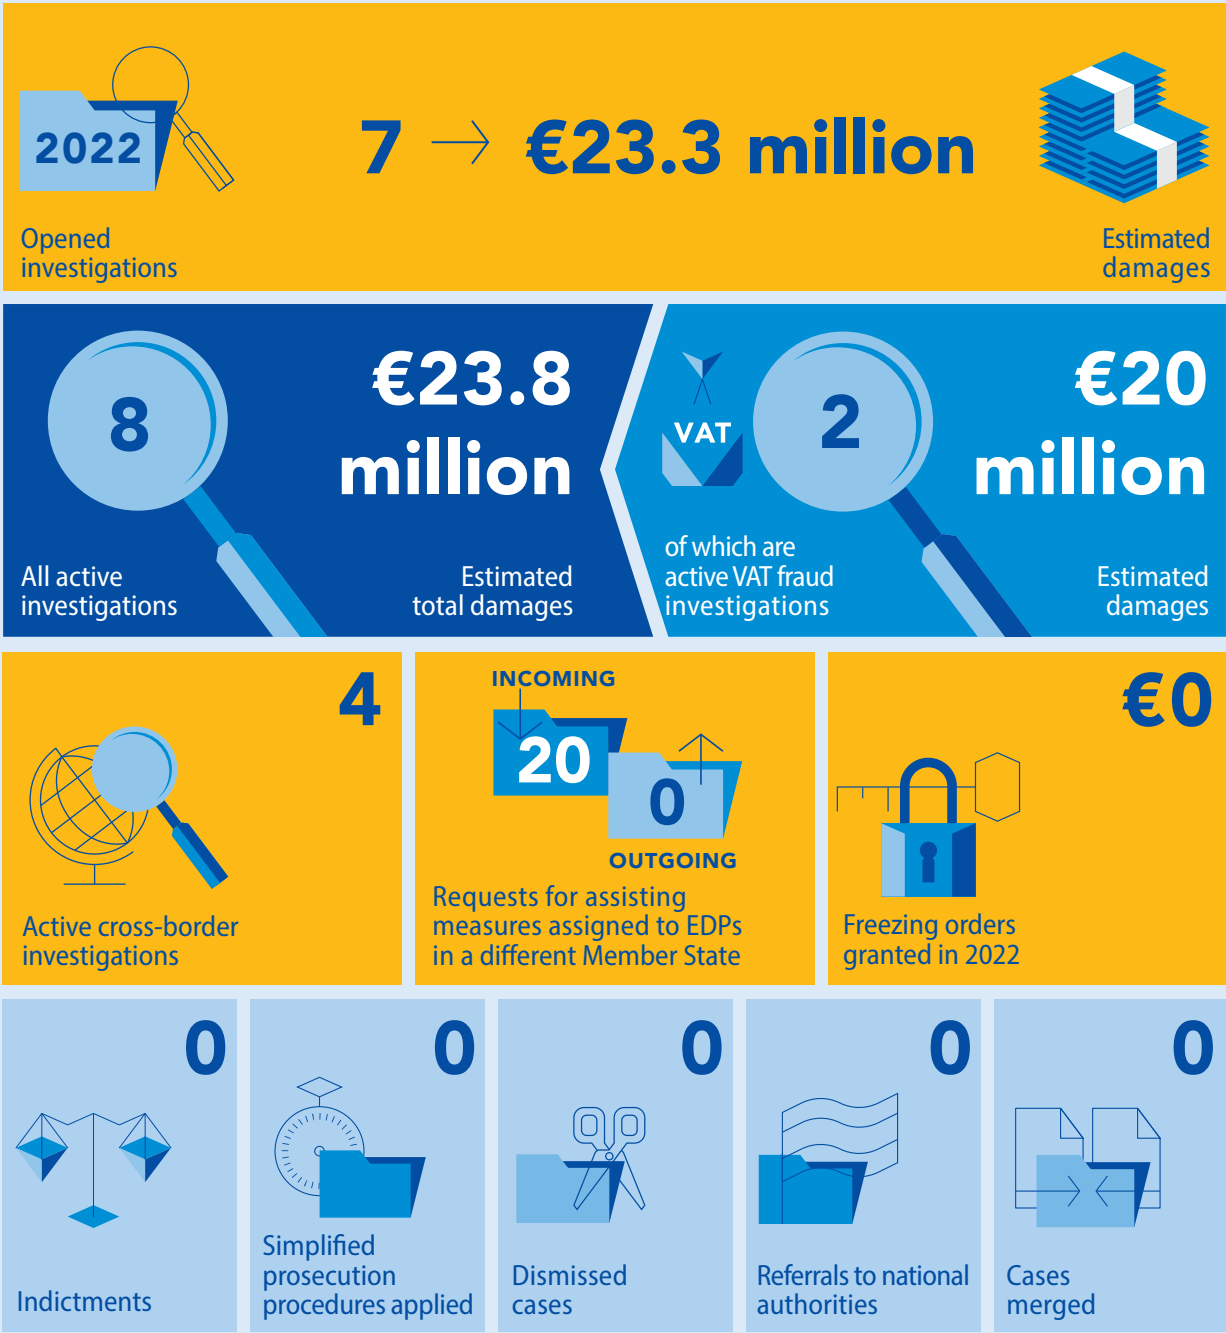 2022
7 → €23.3 million
Opened
investigations
Estimated
damages
8
€23.8
million
All active
investigations
Estimated
total damages
VAT
2
€20
million
of which are
active VAT fraud
investigations
Estimated
damages
4
Active cross-border
investigations
INCOMING
20
0
OUTGOING
Requests for assisting
measures assigned to EDPs
in a different Member State
€0
Freezing orders
granted in 2022
0
Indictments
0
Simplified
prosecution
procedures applied
0
Dismissed
cases
0
Referrals to national
authorities
0
Cases
merged